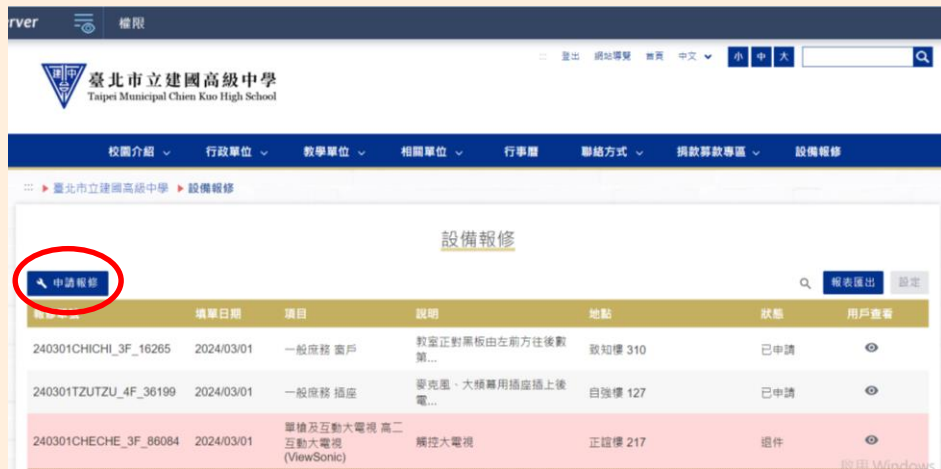 rver 檔限
::: 登出 網站導覽 首頁 中文 小 中 大
臺北市立建國高級中學
Taipei Municipal Chien Kuo High School
校園介紹 行政單位 教學單位 相關單位 行事曆 聯絡方式 捐款募款專區 設備報修
::: 臺北市立建國高級中學 設備報修
設備報修
申請報修 報表匯出 設定
填單日期 項目 說明 地點 狀態 用戶查看
240301CHICHI_3F_16265 2024/03/01 一般庶務 窗戶 教室正對黑板由左前方往後數
第... 致知樓 310 已申請
240301TZUTZU_4F_36199 2024/03/01 一般庶務 插座 麥克風、大頻幕用插座插上後
電... 自強樓 127 已申請
240301CHECHE_3F_86084 2024/03/01 單槍及互動大電視 高二
互動大電視
(ViewSonic) 觸控大電視 正誼樓 217 退件
啟用 Windows